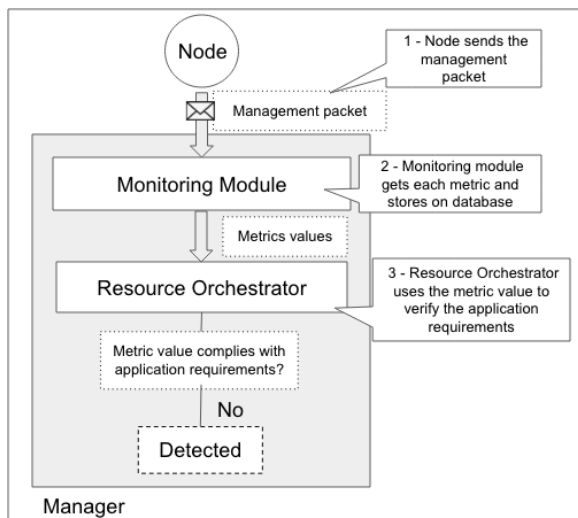 Node
1 - Node sends the
management
packet
Management packet
Monitoring Module
2 - Monitoring module
gets each metric and
stores on database
Metrics values
Resource Orchestrator
3 - Resource Orchestrator
uses the metric value to
verify the application
requirements
Metric value complies with
application requirements?
No
Detected
Manager